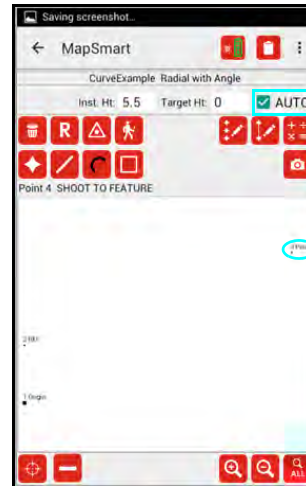 Saving screenshot...
MapSmart
CurveExample Radial with Angle
Inst. Ht: 5.5 Target Ht: 0 AUTO
R
Point 4 SHOOT TO FEATURE
1 Origin
ALL